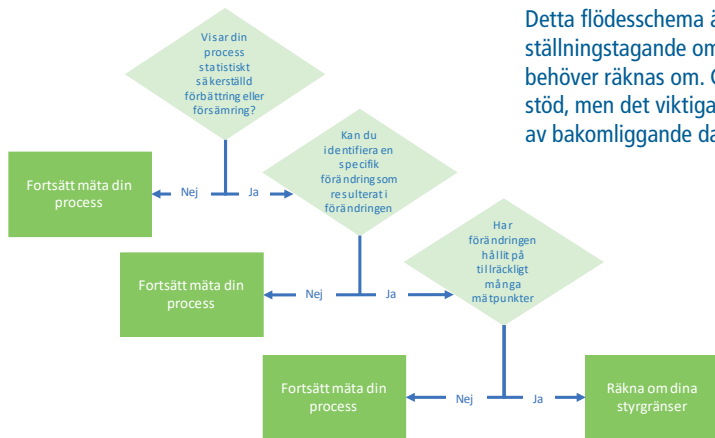 Visar din
process
statistiskt
säkerställd
förbättring eller
försämring?
Detta flödesschema
ställningstagande
behöver räknas om.
stöd, men det viktiga
av bakomliggande
Fortsätt mäta din
process
Nej
Ja
Kan du
identifiera en
specifik
förändring som
resulterat i
förändringen
Fortsätt mäta din
process
Nej
Ja
Har
förändringen
hållit på
tillräckligt
många
mätpunkter
Fortsätt mäta din
process
Nej
Ja
Räkna om dina
styrgränser